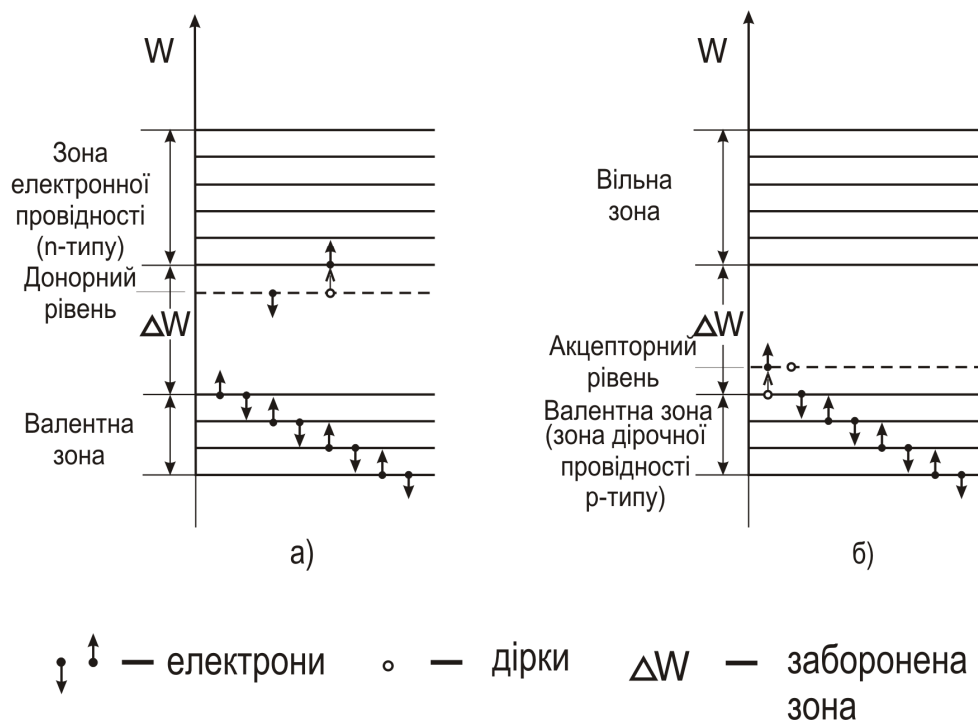 W
Зона
електронної
провідності
(n-типу)
Донорний
рівень
ΔW
Валентна
зона
а)
W
Вільна
зона
ΔW
Акцепторний
рівень
Валентна зона
(зона дірочної
провідності
р-типу)
б)
— електрони
— дірки
ΔW — заборонена
зона